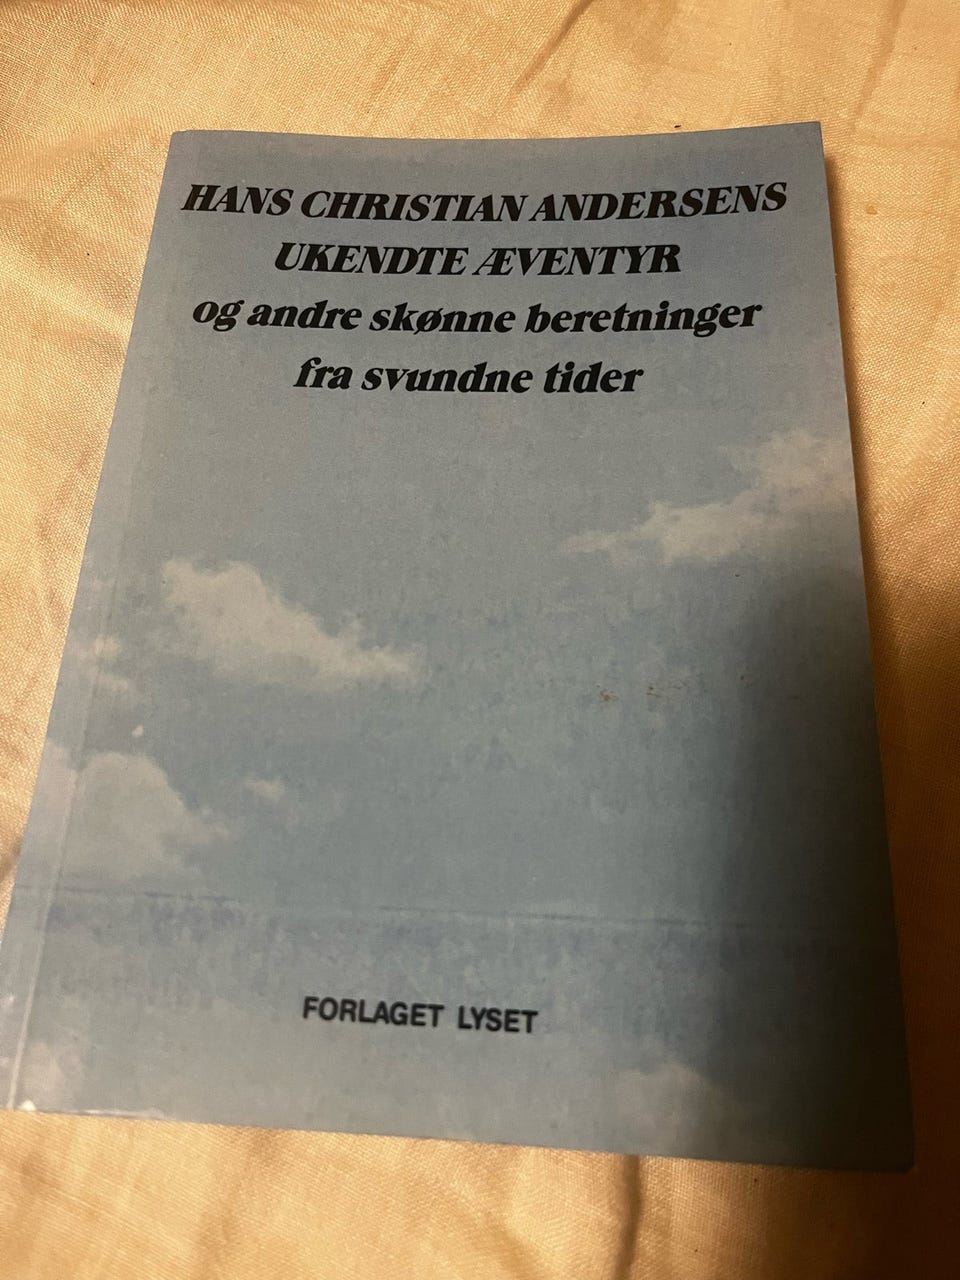 HANS CHRISTIAN ANDERSENS
UKENDTE ÆVENTYR
og andre skønne beretninger
fra svundne tider
FORLAGET LYSET